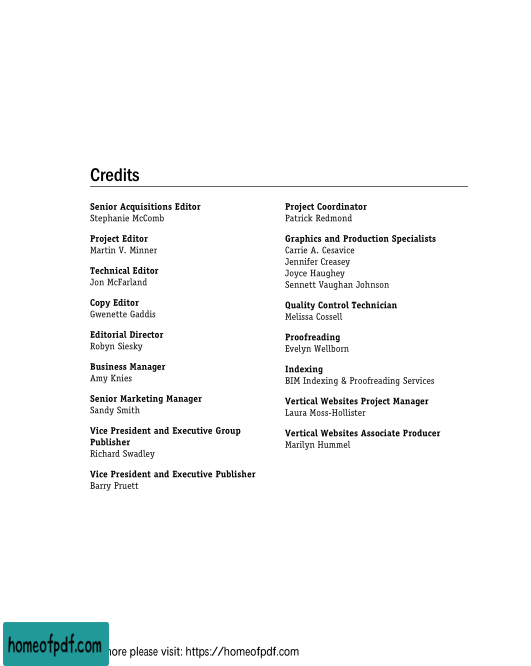 Credits
Senior Acquisitions Editor
Stephanie McComb
Project Editor
Martin V. Minner
Technical Editor
Jon McFarland
Copy Editor
Gwenette Gaddis
Editorial Director
Robyn Siesky
Business Manager
Amy Knies
Senior Marketing Manager
Sandy Smith
Vice President and Executive Group
Publisher
Richard Swadley
Vice President and Executive Publisher
Barry Pruett
Project Coordinator
Patrick Redmond
Graphics and Production Specialists
Carrie A. Cesavice
Jennifer Creasey
Joyce Haughey
Sennett Vaughan Johnson
Quality Control Technician
Melissa Cossell
Proofreading
Evelyn Wellborn
Indexing
BIM Indexing & Proofreading Services
Vertical Websites Project Manager
Laura Moss-Hollister
Vertical Websites Associate Producer
Marilyn Hummel
homeofpdf.com
please visit: https://homeofpdf.com